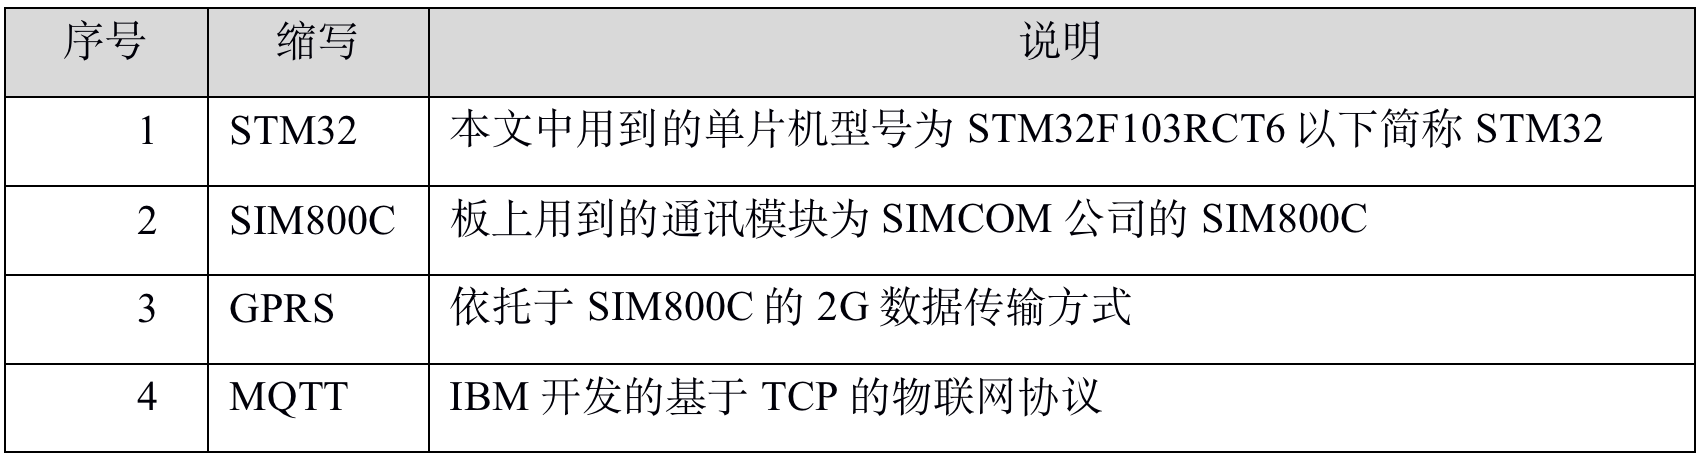 序号 缩写 说明
1 STM32 本文中用到的单片机型号为 STM32F103RCT6 以下简称 STM32
2 SIM800C 板上用到的通讯模块为 SIMCOM 公司的 SIM800C
3 GPRS 依托于 SIM800C 的 2G 数据传输方式
4 MQTT IBM 开发的基于 TCP 的物联网协议